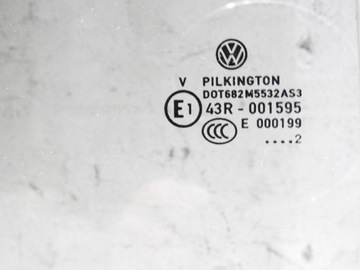 V PILKINGTON
DOT682M5532AS3
E1 43R - 001595
CCC E 000199
....2